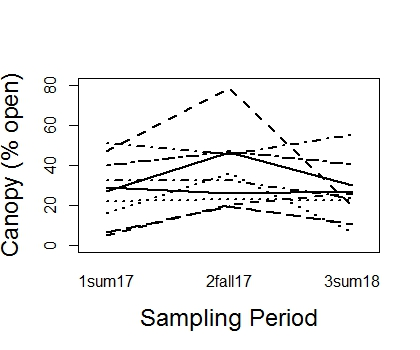 Canopy (% open)
80
60
40
20
0
1sum17 2fall17 3sum18
Sampling Period